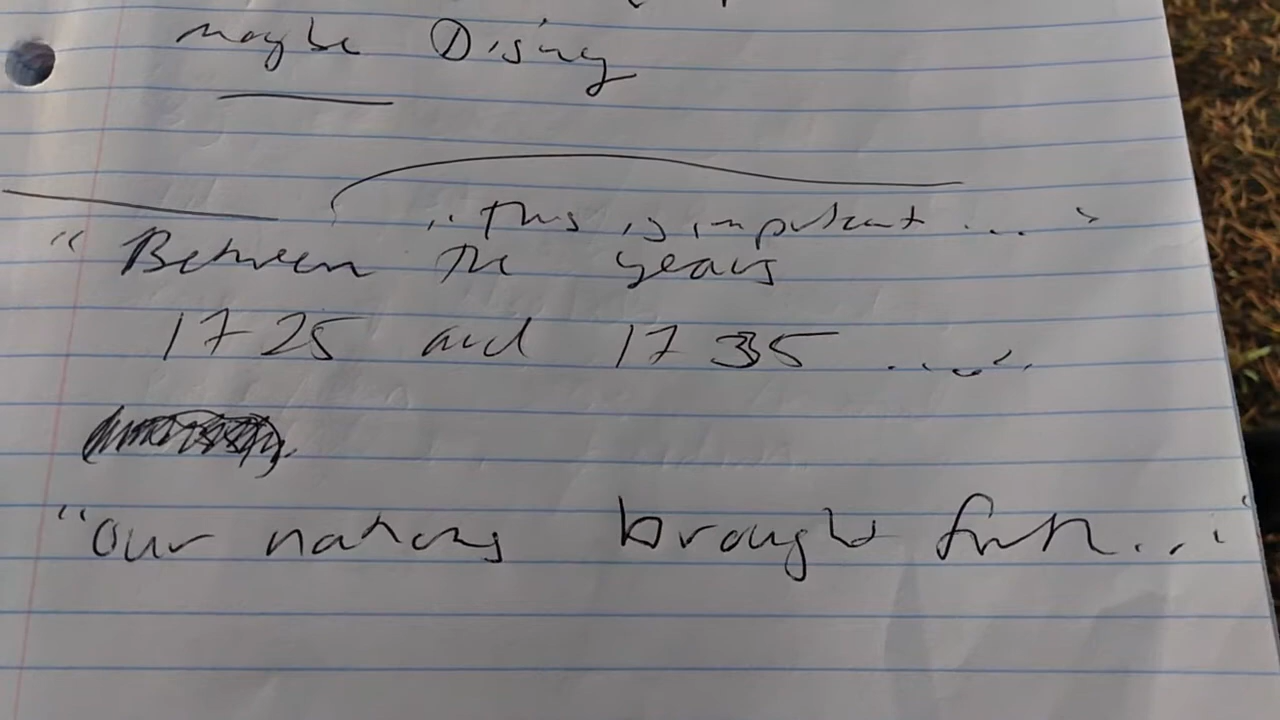 maybe Disney
"This is important ..."
"Between the years
1725 and 1735 ....."
"Our nations brought forth..."